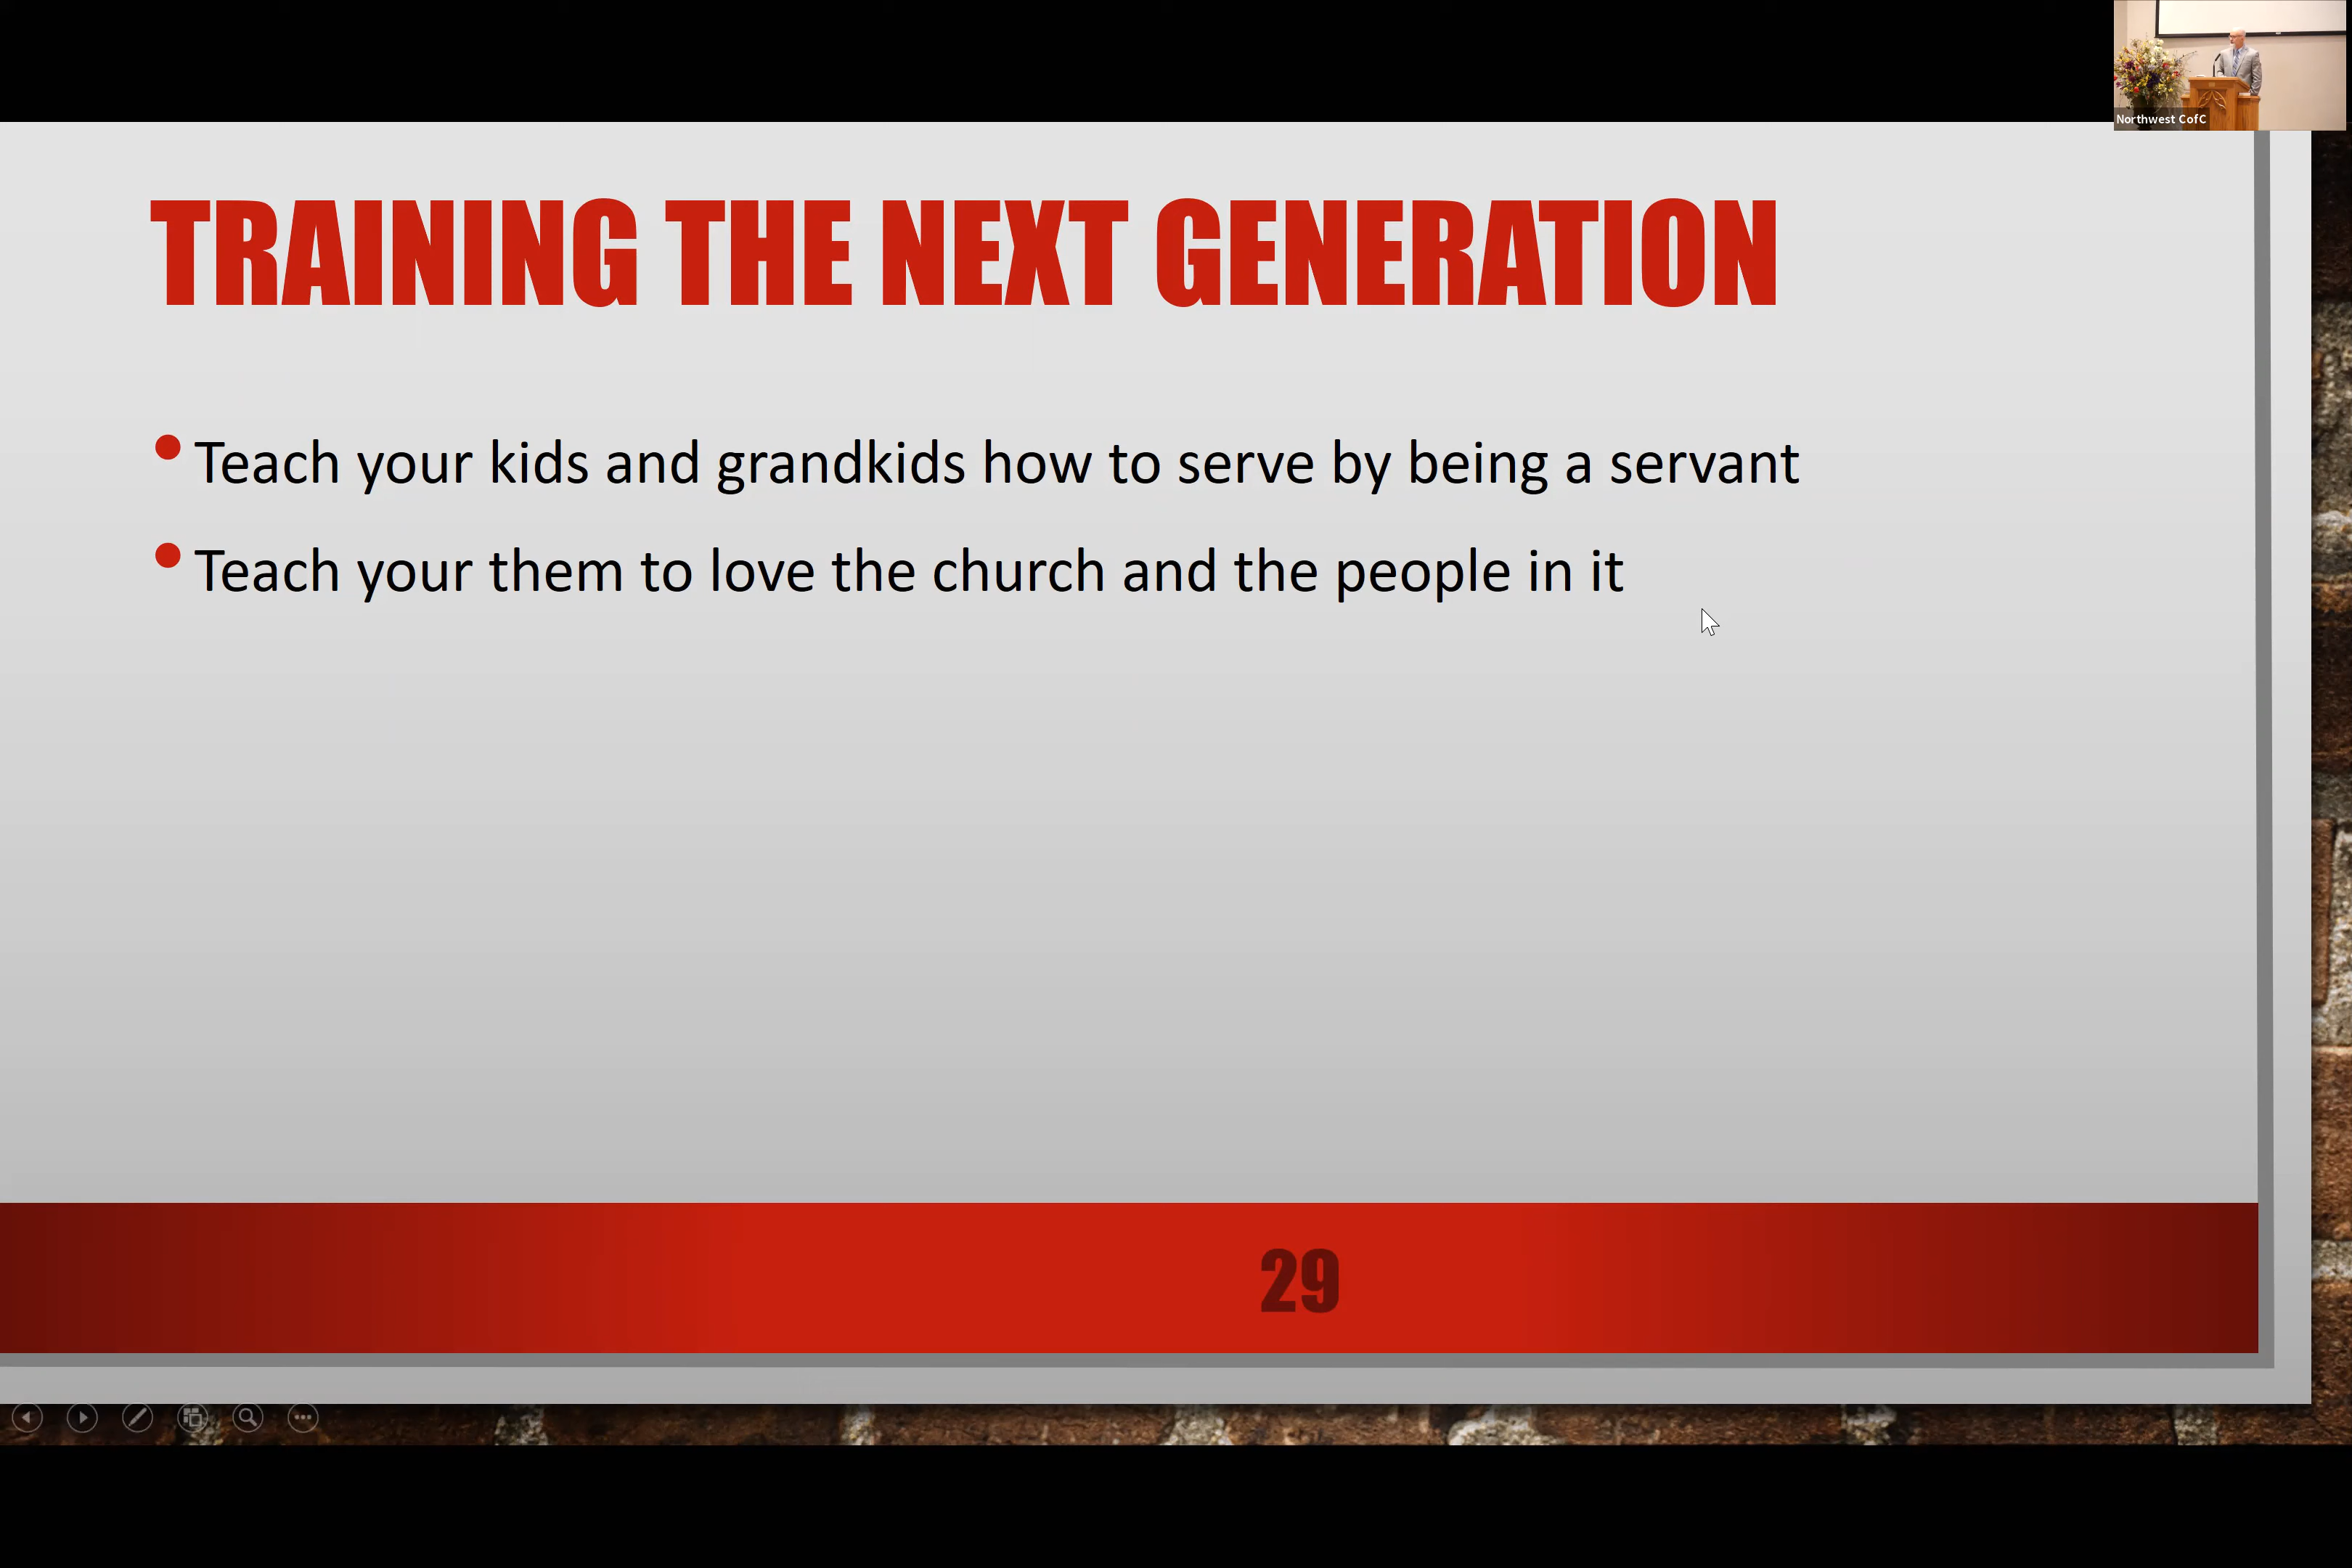 Northwest CofC
TRAINING THE NEXT GENERATION
• Teach your kids and grandkids how to serve by being a servant
• Teach your them to love the church and the people in it
29